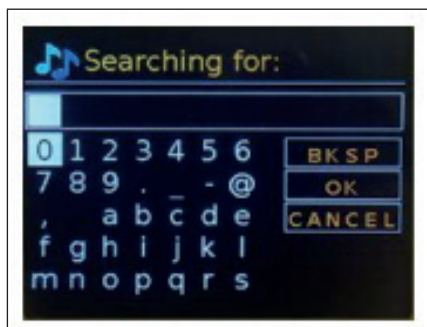 Searching for:
0 1 2 3 4 5 6 BKSP
7 8 9 . _ - @ OK
, a b c d e CANCEL
f g h i j k l
m n o p q r s